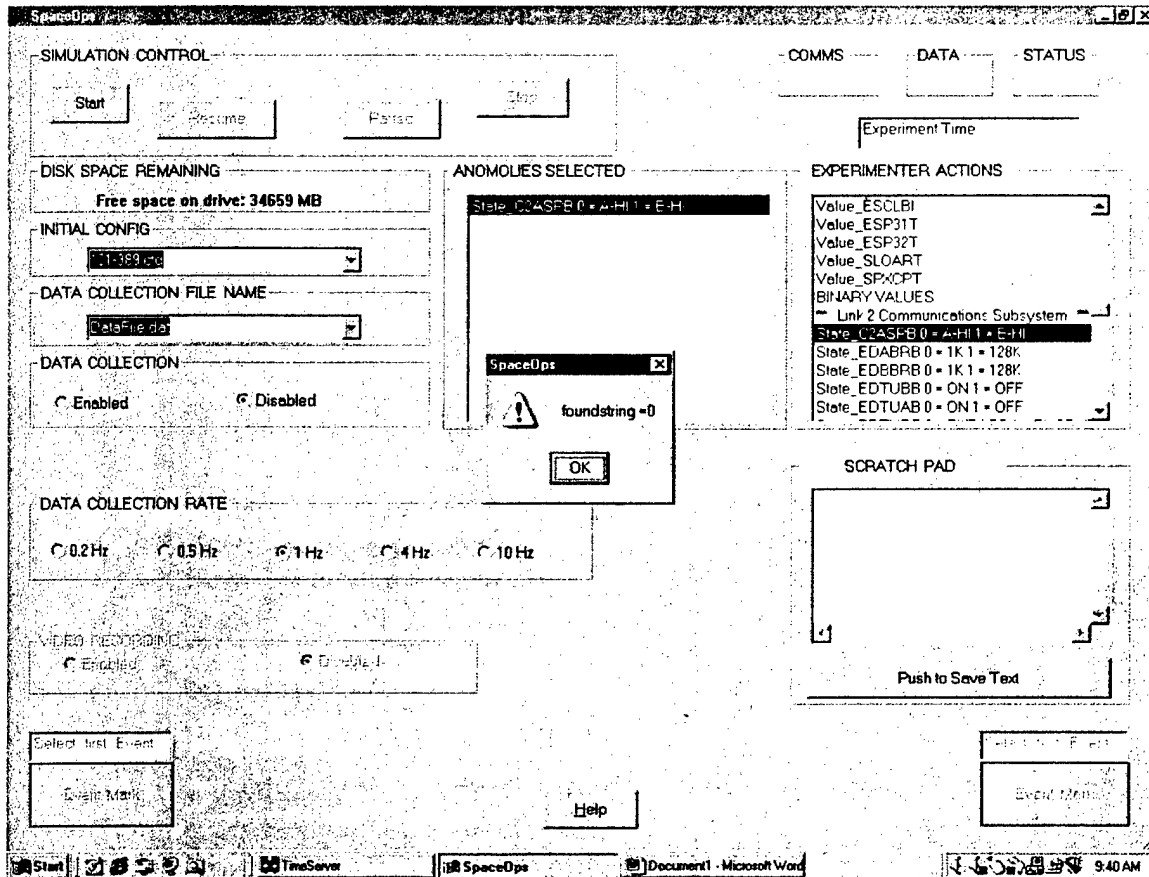 SpaceOps
SIMULATION CONTROL
COMMS
DATA
STATUS
Start
Resume
Pause
Stop
Experiment Time
DISK SPACE REMAINING
Free space on drive: 34659 MB
INITIAL CONFIG
DATA COLLECTION FILE NAME
DataFile.dat
DATA COLLECTION
Enabled
Disabled
ANOMOLIES SELECTED
State_C2ASPB 0 = A-HI 1 = E-HI
EXPERIMENTER ACTIONS
Value_ESCLBI
Value_ESP31T
Value_ESP32T
Value_SLOART
Value_SPXCPT
BINARY VALUES
Link 2 Communications Subsystem
State_C2ASPB 0 = A-HI 1 = E-HI
State_EDABRB 0 = 1K 1 = 128K
State_EDBBRB 0 = 1K 1 = 128K
State_EDTUBB 0 = ON 1 = OFF
State_EDTUAB 0 = ON 1 = OFF
SpaceOps
foundstring =0
OK
DATA COLLECTION RATE
0.2 Hz
0.5 Hz
1 Hz
4 Hz
10 Hz
SCRATCH PAD
Push to Save Text
VIDEO RECORDING
Enabled
Disabled
Select first Event
Event Mark
Help
Event Mark
Start
TimeServer
SpaceOps
Document1 - Microsoft Word
9:40 AM